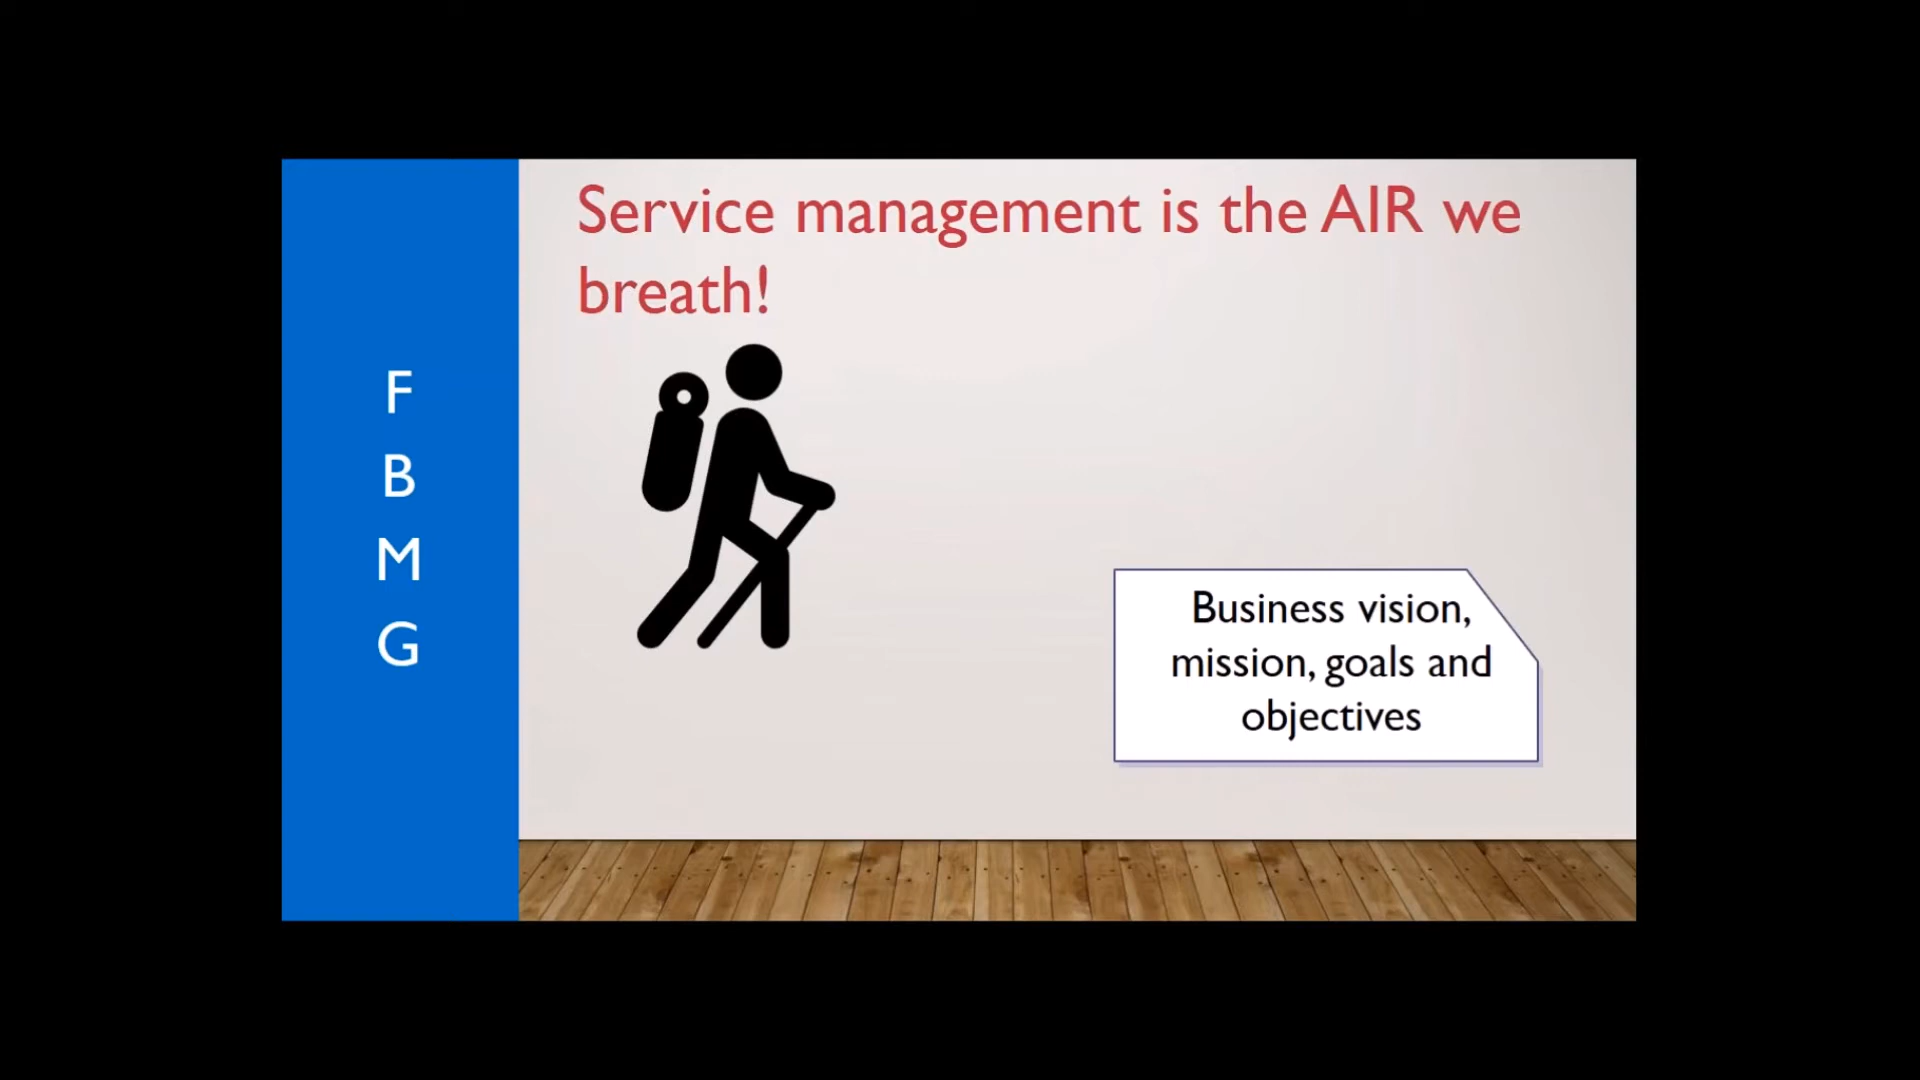 Service management is the AIR we
breath!
F
B
M
G
Business vision,
mission, goals and
objectives